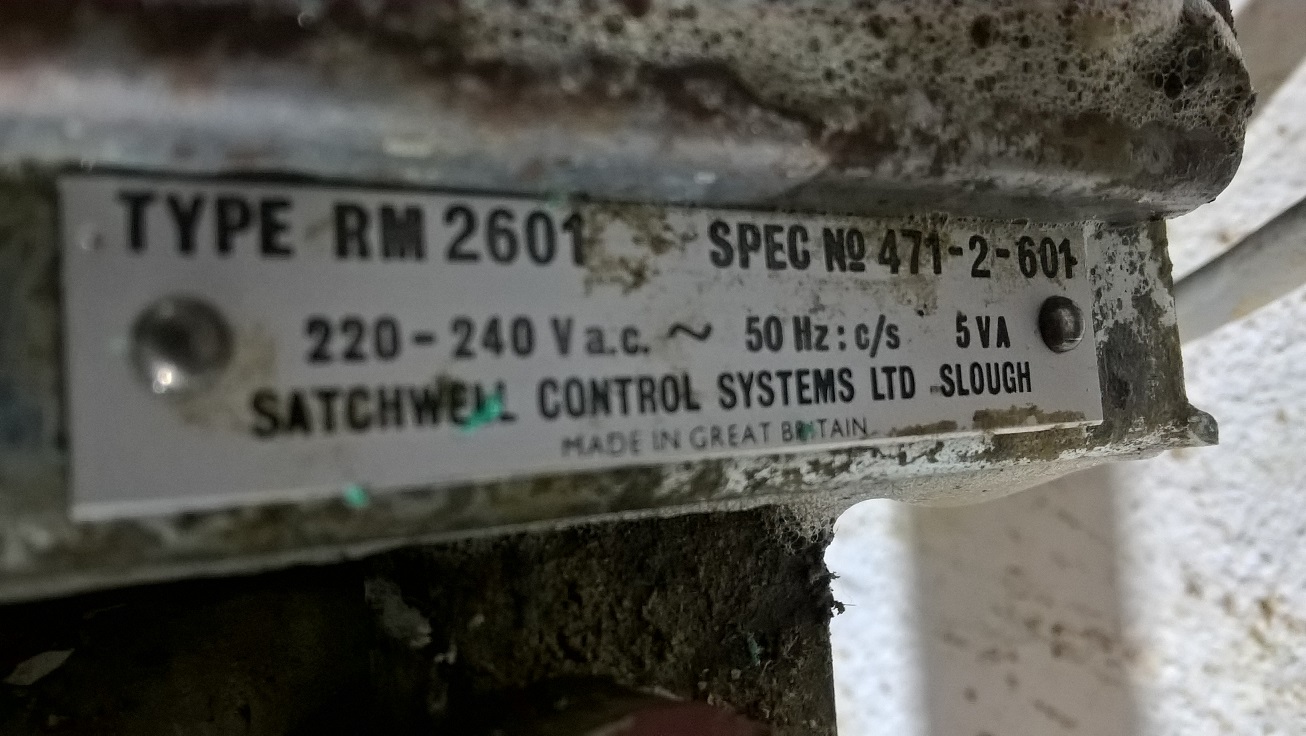 TYPE RM 2601 SPEC Nº 471-2-601
220-240 V a.c. ~ 50 Hz : c/s 5 VA
SATCHWELL CONTROL SYSTEMS LTD SLOUGH
MADE IN GREAT BRITAIN